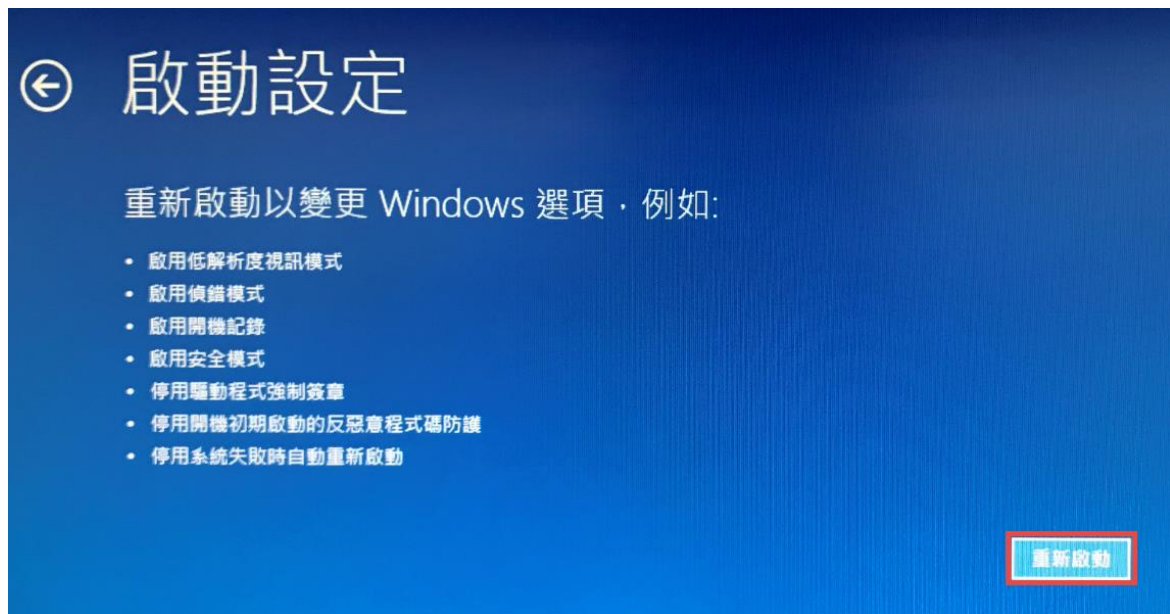 啟動設定
重新啟動以變更 Windows 選項，例如:
• 啟用低解析度視訊模式
• 啟用偵錯模式
• 啟用開機記錄
• 啟用安全模式
• 停用驅動程式強制簽章
• 停用開機初期啟動的反惡意程式碼防護
• 停用系統失敗時自動重新啟動
重新啟動